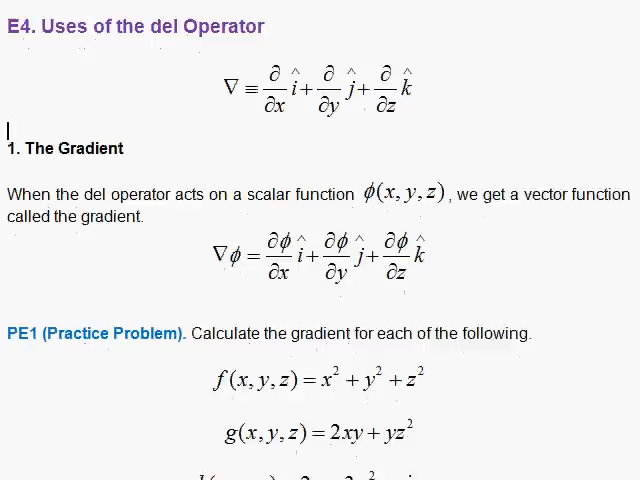 E4. Uses of the del Operator
∇ ≡ ∂/∂x î + ∂/∂y ĵ + ∂/∂z k̂
1. The Gradient
When the del operator acts on a scalar function ϕ(x, y, z), we get a vector function
called the gradient.
∇ϕ = ∂ϕ/∂x î + ∂ϕ/∂y ĵ + ∂ϕ/∂z k̂
PE1 (Practice Problem). Calculate the gradient for each of the following.
f(x, y, z) = x² + y² + z²
g(x, y, z) = 2xy + yz²